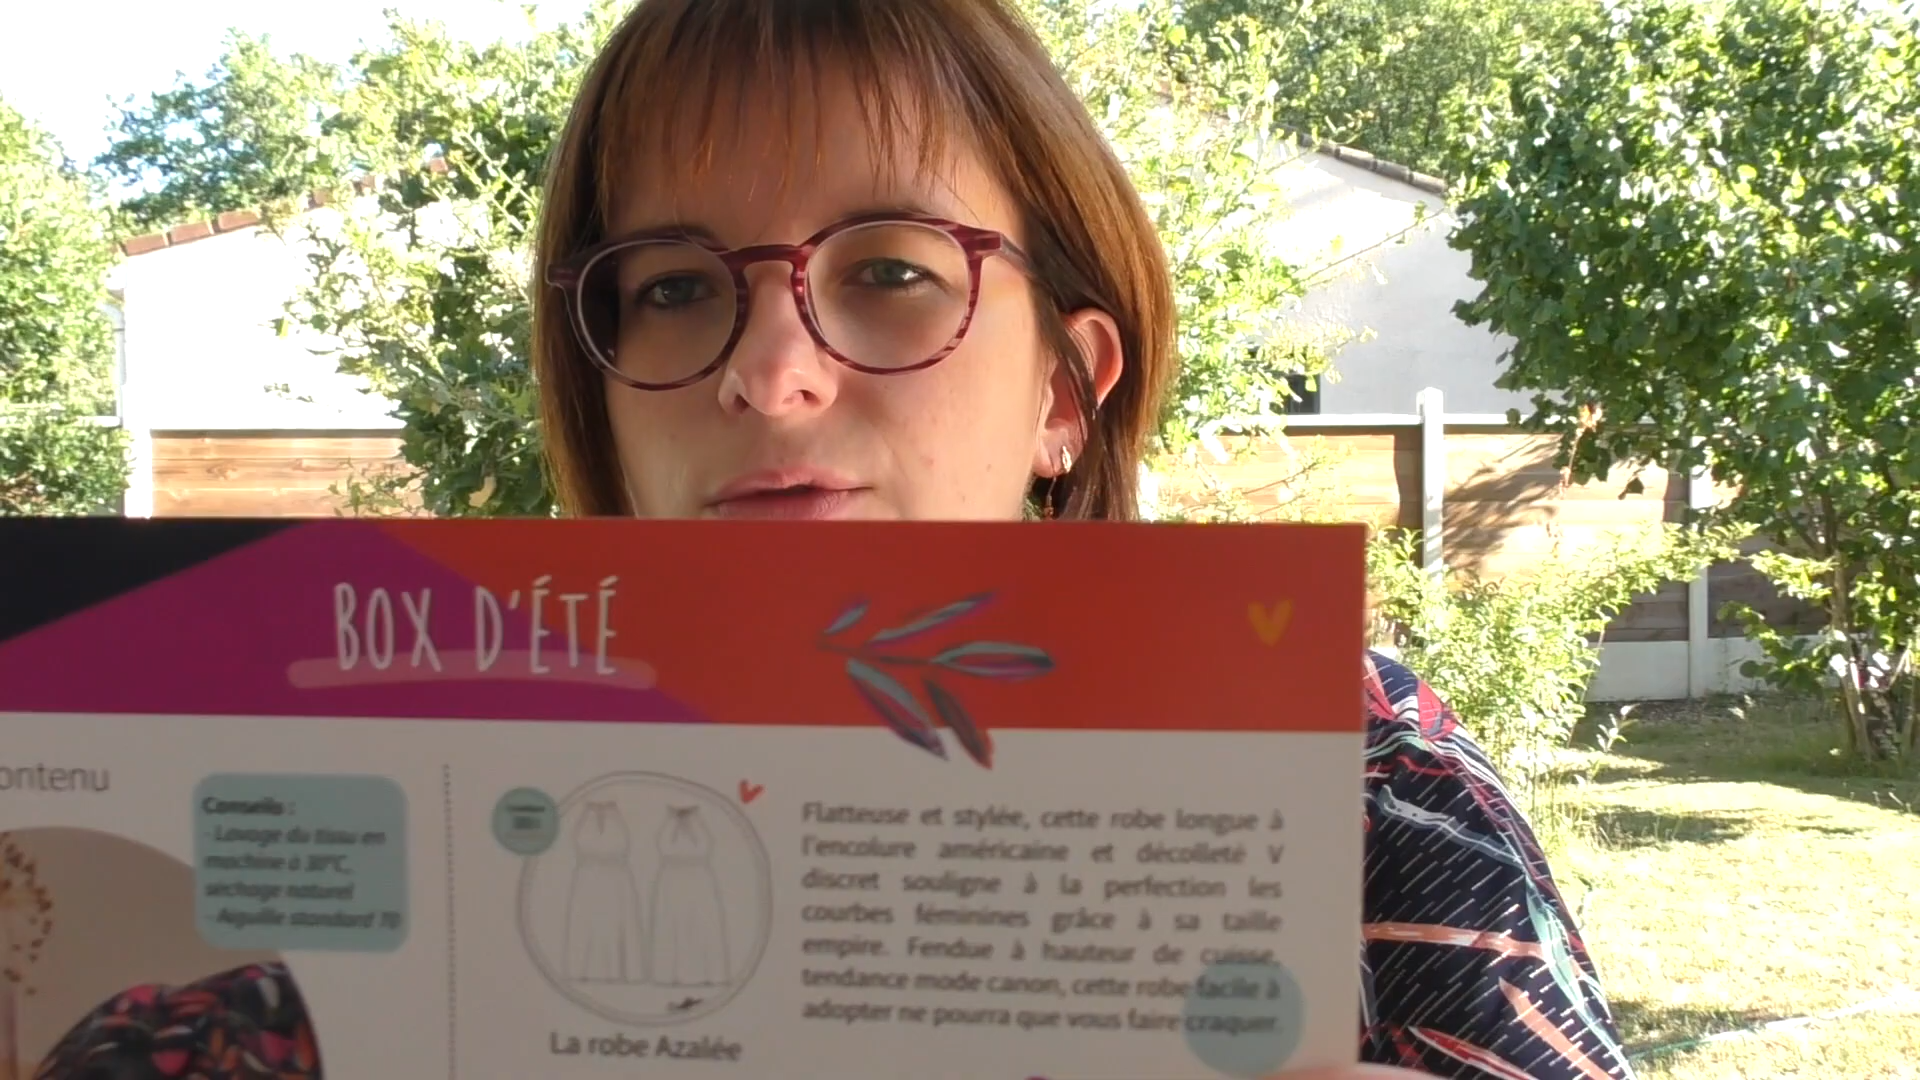 BOX D'ÉTÉ
ontenu
Conseils :
- Lavage du tissu en
machine à 30°C,
séchage naturel
- Aiguille standard 70
Flatteuse et stylée, cette robe longue à
l'encolure américaine et décolleté V
discret souligne à la perfection les
courbes féminines grâce à sa taille
empire. Fendue à hauteur de cuisse,
tendance mode canon, cette robe facile à
adopter ne pourra que vous faire craquer.
La robe Azalée